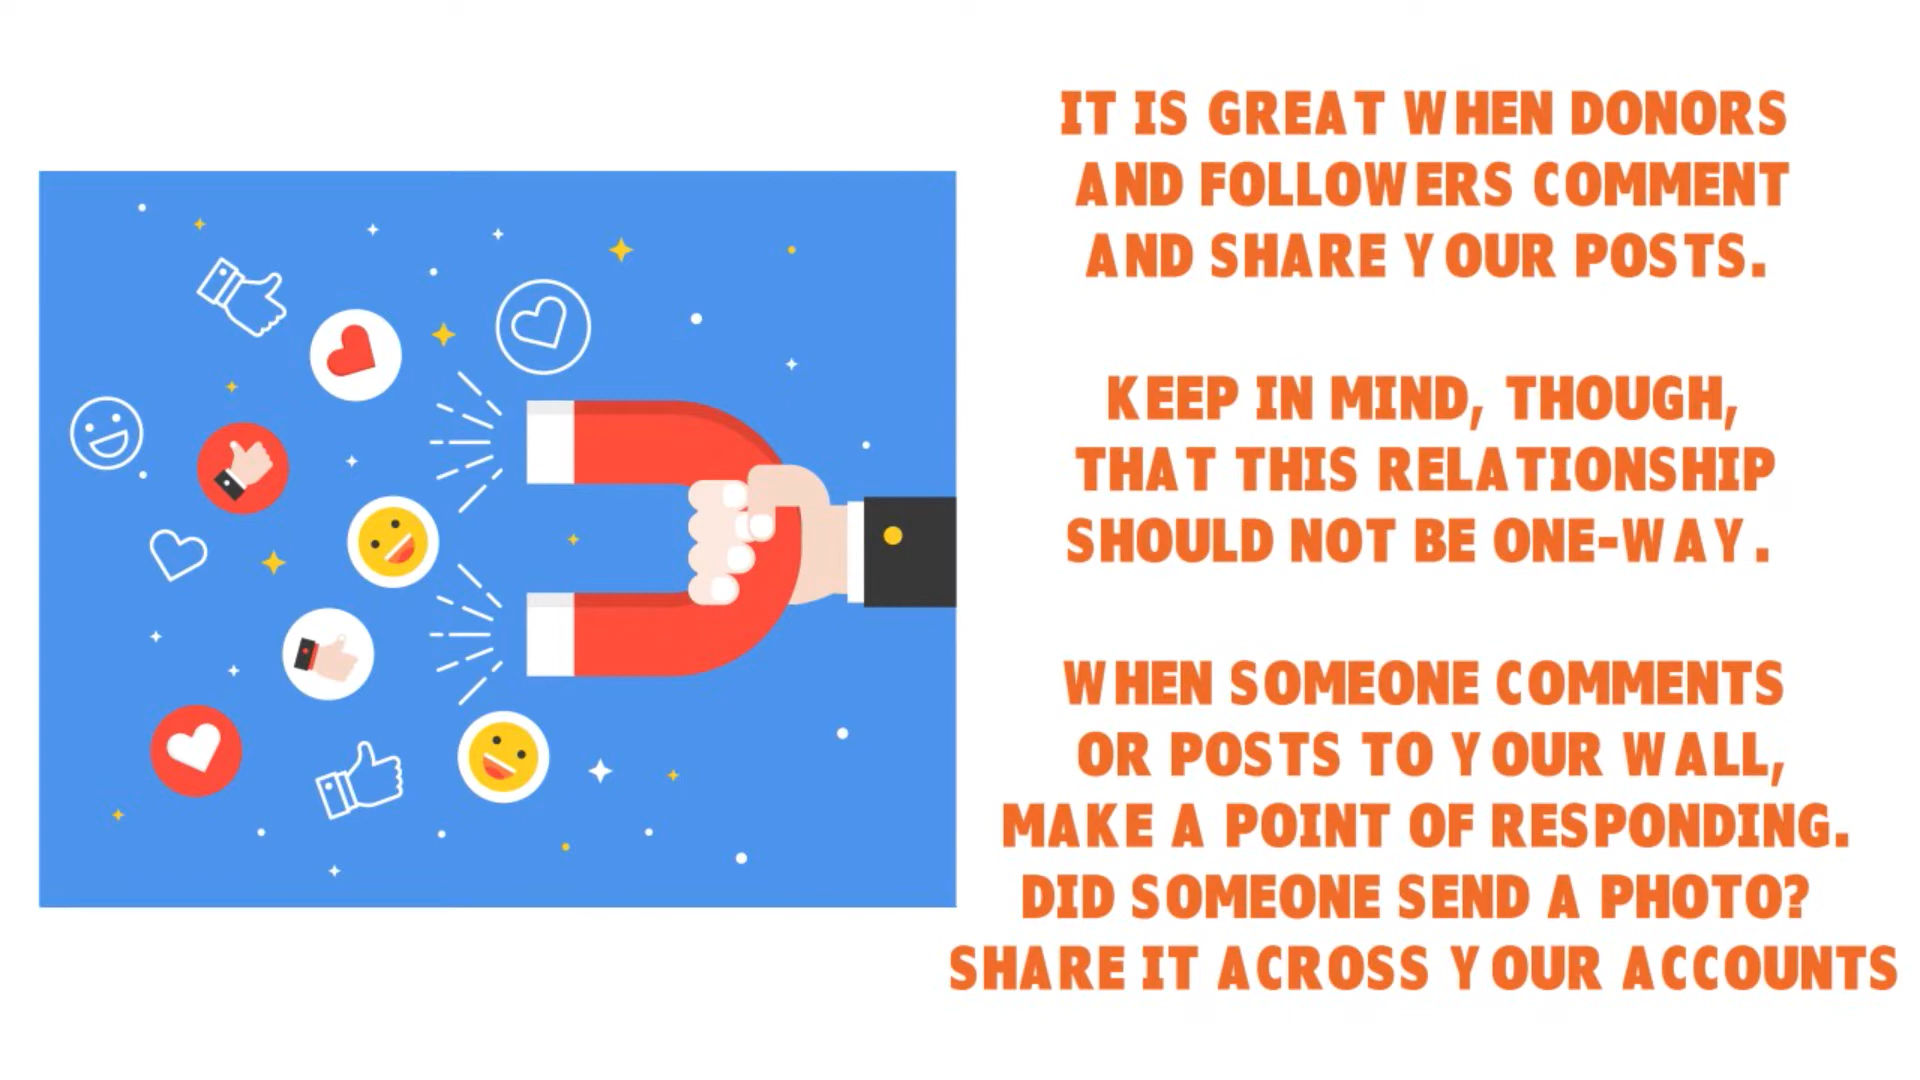 IT IS GREAT WHEN DONORS
AND FOLLOWERS COMMENT
AND SHARE YOUR POSTS.
KEEP IN MIND, THOUGH,
THAT THIS RELATIONSHIP
SHOULD NOT BE ONE-WAY.
WHEN SOMEONE COMMENTS
OR POSTS TO YOUR WALL,
MAKE A POINT OF RESPONDING.
DID SOMEONE SEND A PHOTO?
SHARE IT ACROSS YOUR ACCOUNTS